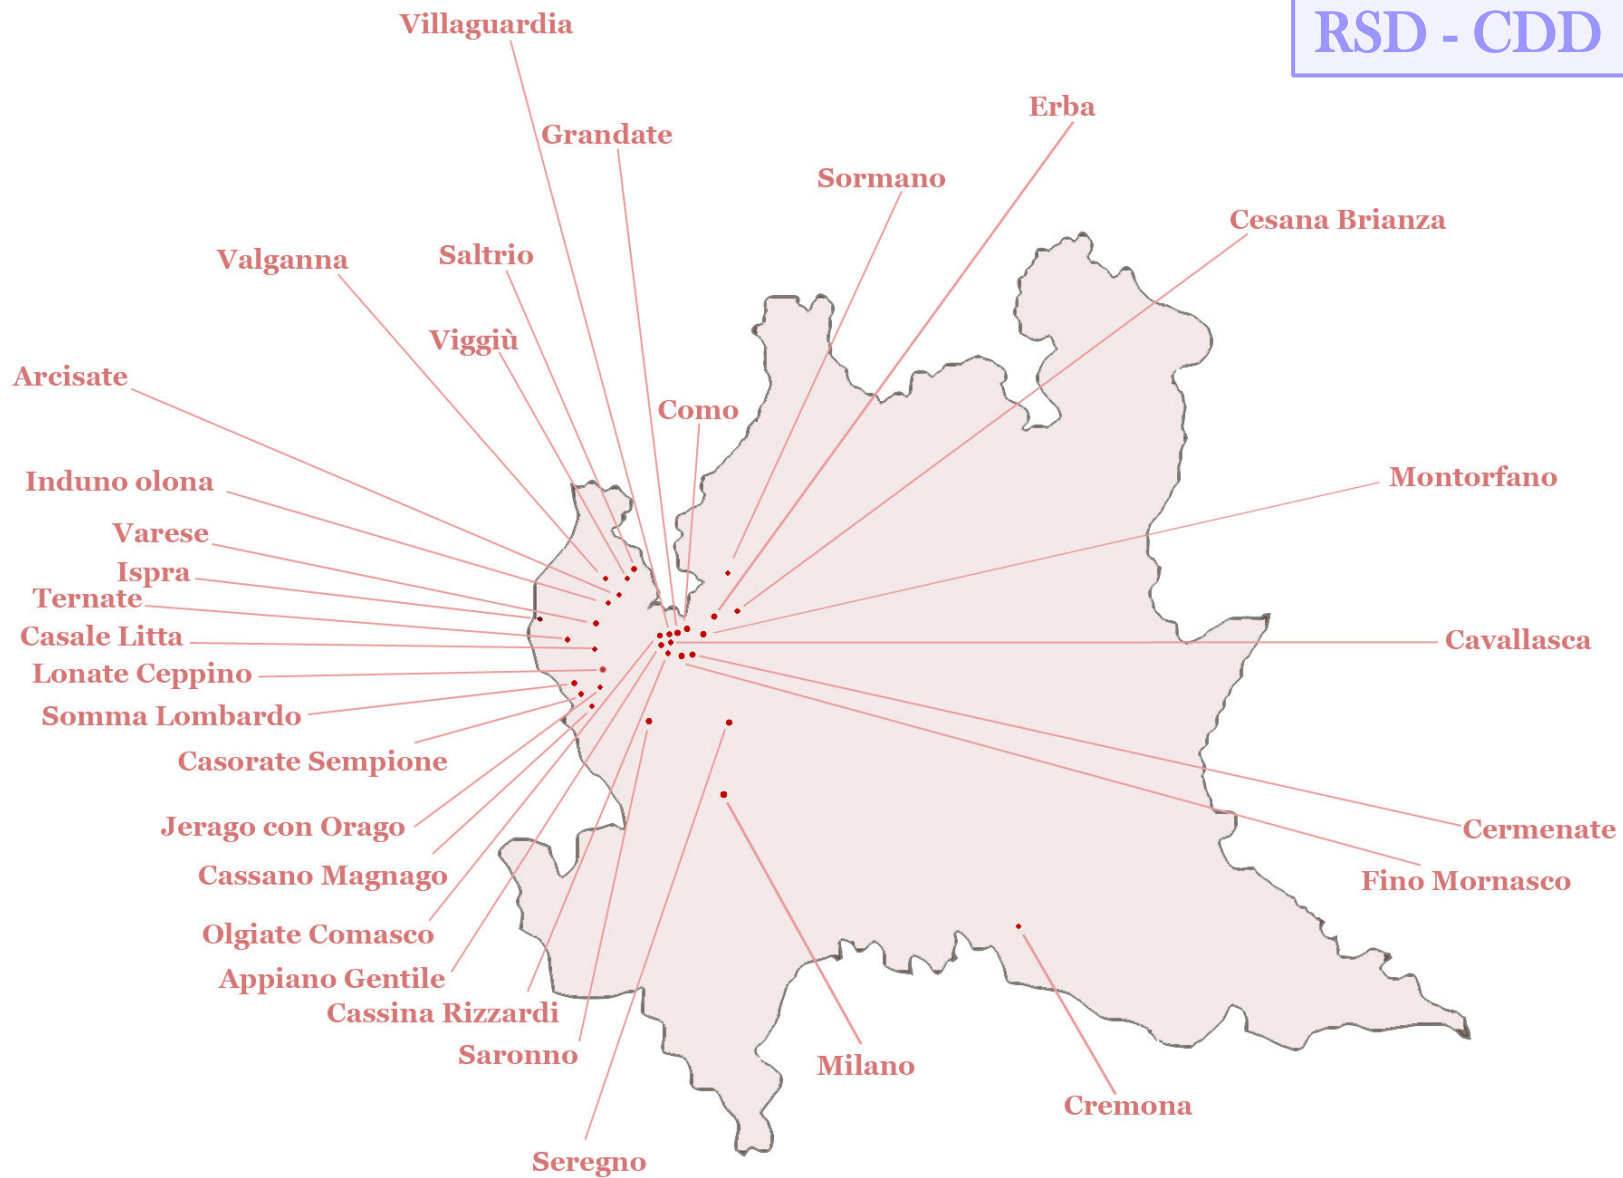 Villaguardia
RSD - CDD
Erba
Grandate
Sormano
Cesana Brianza
Saltrio
Valganna
Viggiù
Arcisate
Como
Montorfano
Induno olona
Varese
Ispra
Ternate
Casale Litta
Cavallasca
Lonate Ceppino
Somma Lombardo
Casorate Sempione
Jerago con Orago
Cermenate
Cassano Magnago
Fino Mornasco
Olgiate Comasco
Appiano Gentile
Cassina Rizzardi
Saronno
Milano
Cremona
Seregno